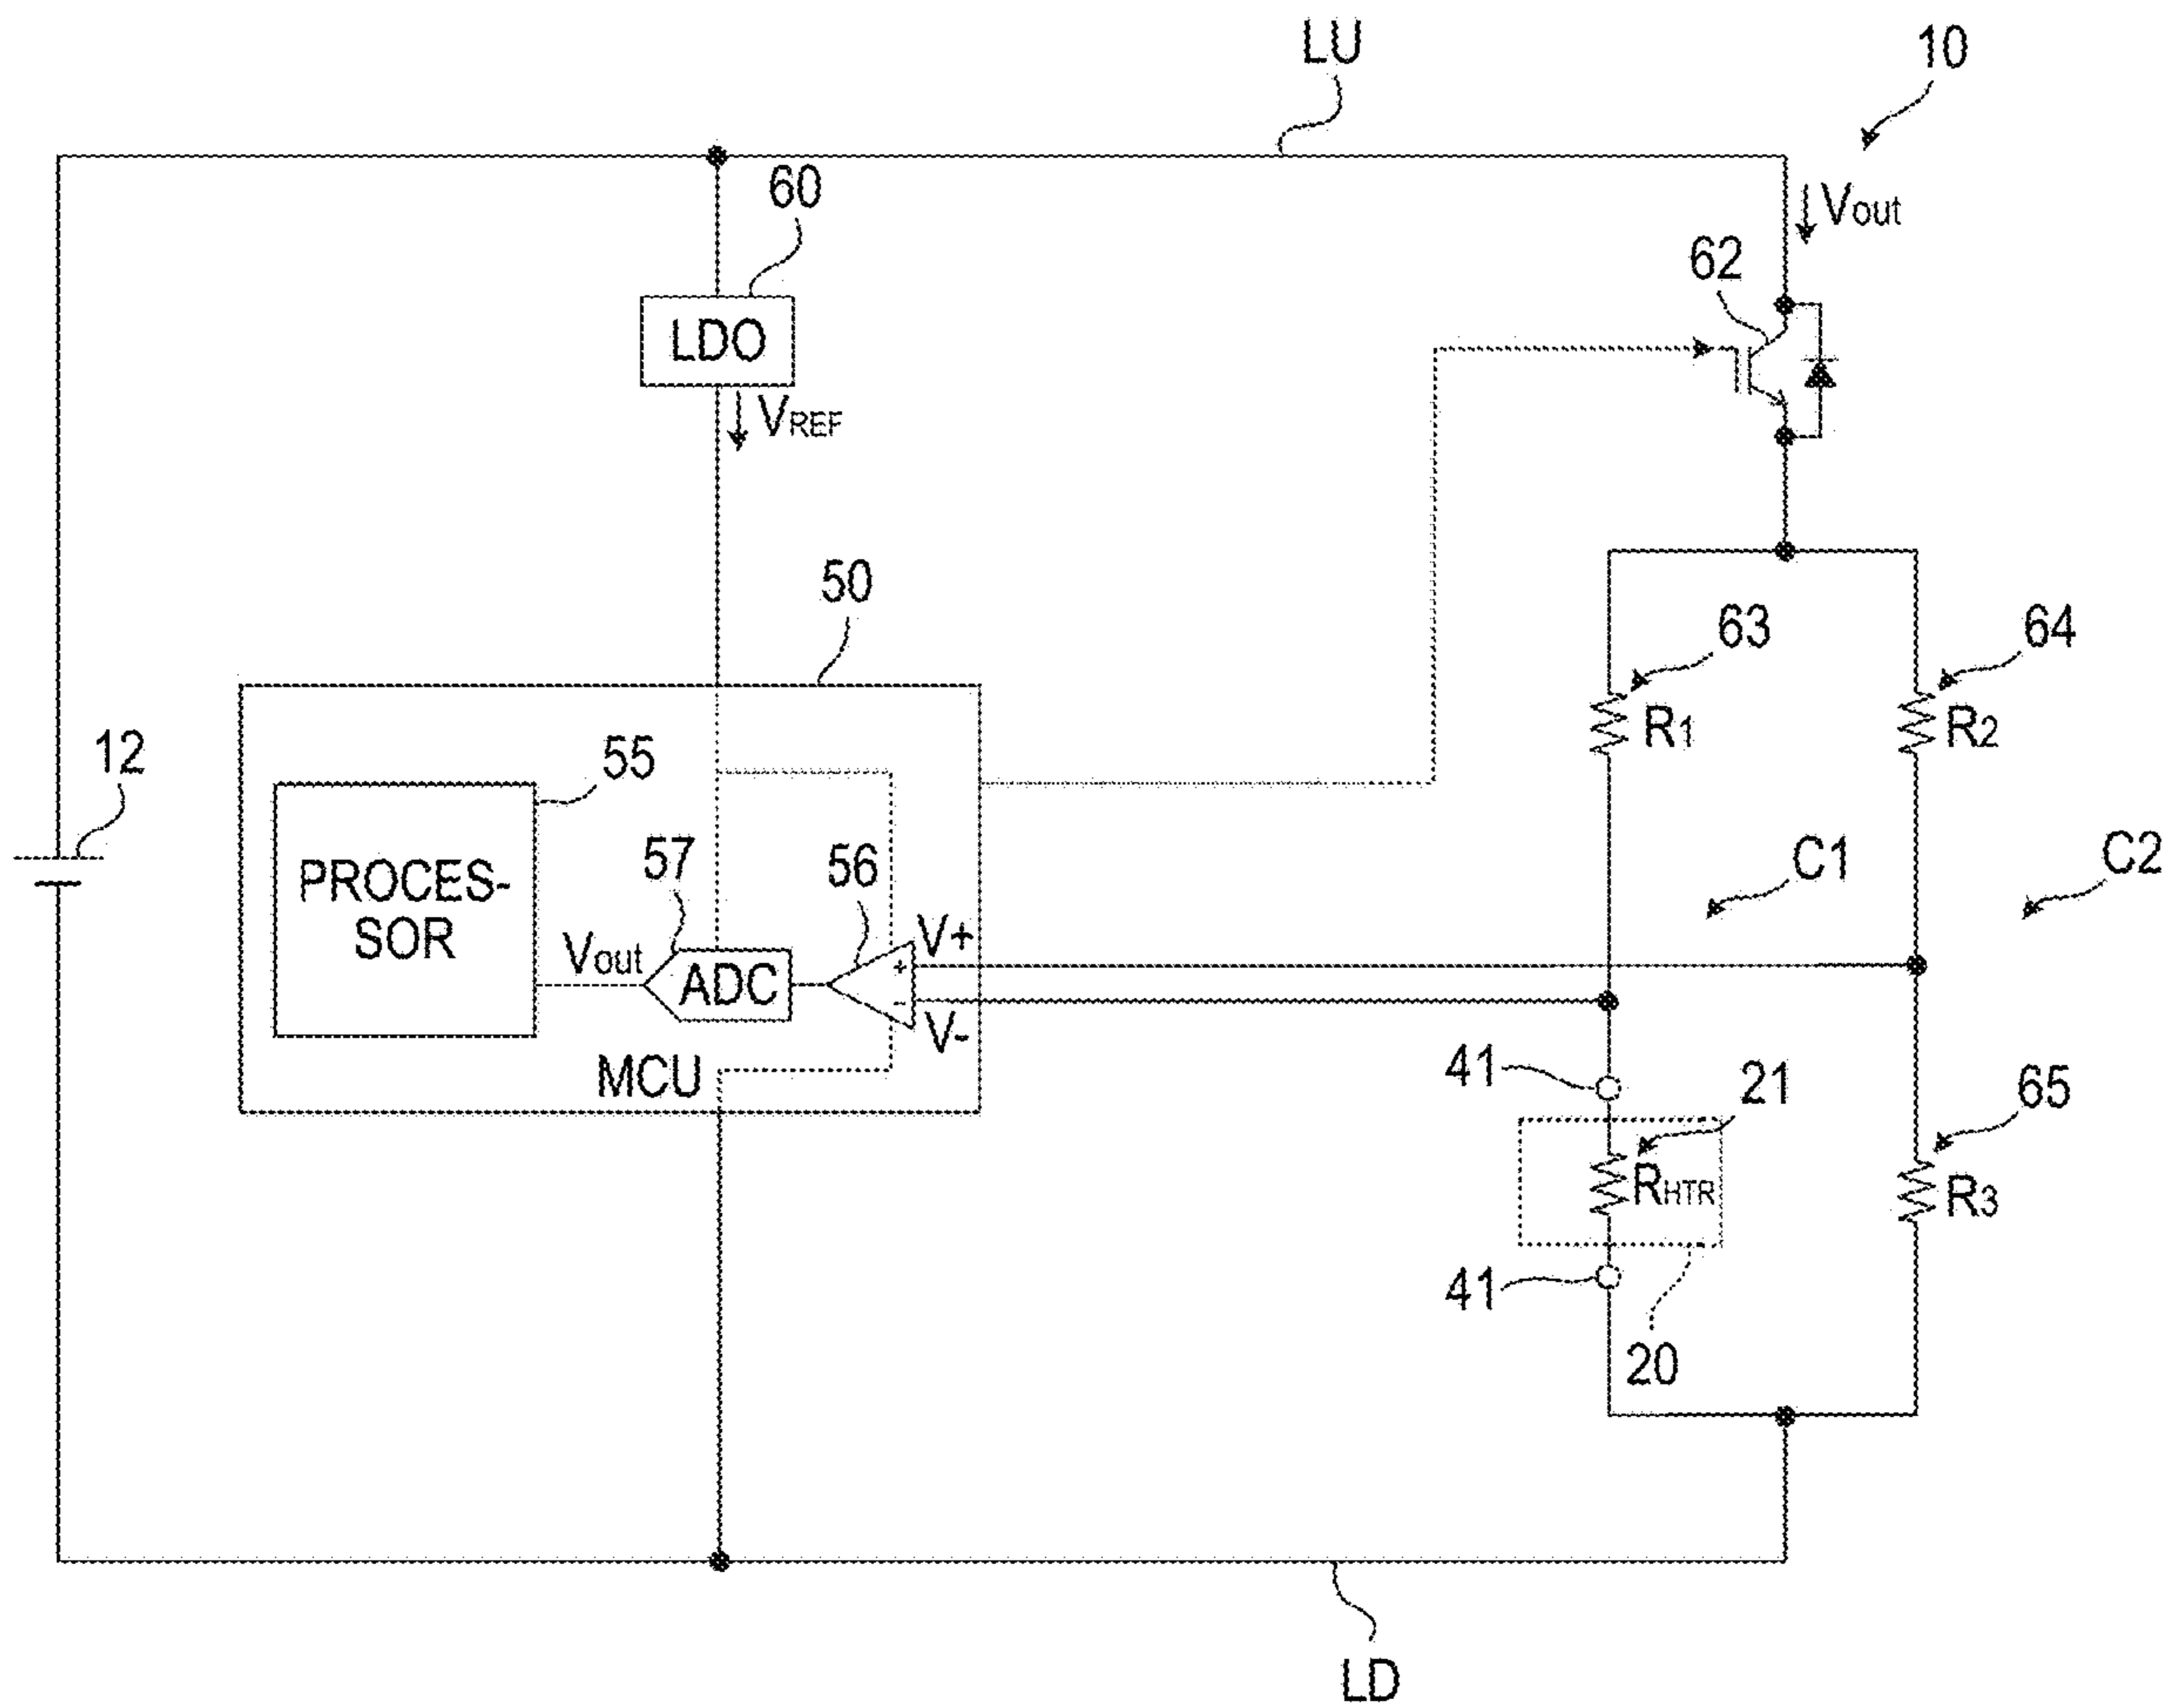 LU
10
60
Vout
62
LDO
VREF
50
63
64
R1
R2
12
55
57
56
C1
C2
PROCES-
SOR
Vout
ADC
+
-
V+
V-
MCU
41
21
65
RHTR
R3
41
20
LD